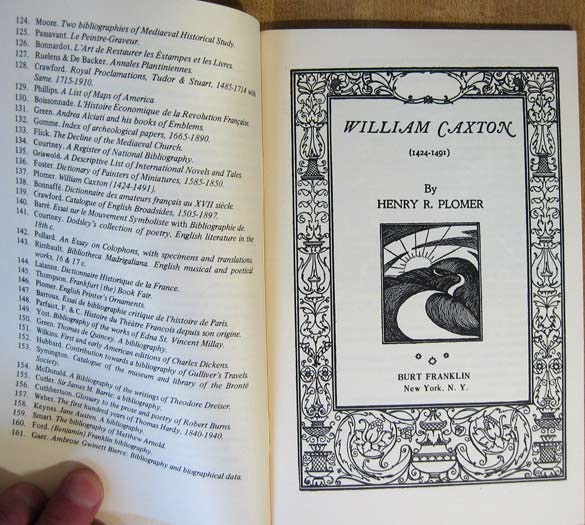 124. Moore. Two bibliographies of Mediaeval Historical Study.
125. Passavant. Le Peintre-Graveur.
126. Bonnardot. L'Art de Restaurer les Estampes et les Livres.
127. Ruelens & De Backer. Annales Plantiniennes.
128. Crawford. Royal Proclamations, Tudor & Stuart, 1485-1714 with
Same. 1715-1910.
129. Phillips. A List of Maps of America.
130. Boissonnade. L'Histoire Économique de la Revolution Française.
131. Green. Andrea Alciati and his books of Emblems.
132. Gomme. Index of archeological papers, 1665-1890.
133. Flick. The Decline of the Mediaeval Church.
134. Courtney. A Register of National Bibliography.
135. Griswold. A Descriptive List of International Novels and Tales.
136. Foster. Dictionary of Painters of Miniatures, 1585-1850.
137. Plomer. William Caxton (1424-1491).
138. Bonnaffé. Dictionnaire des amateurs français au XVII siècle.
139. Crawford. Catalogue of English Broadsides, 1505-1897.
140. Barré. Essai sur le Mouvement Symboliste with Bibliographie de
141. Courtney. Dodsley's collection of poetry, English literature in the
18th c.
142. Pollard. An Essay on Colophons, with specimens and translations.
143. Rimbault. Bibliotheca Madrigaliana. English musical and poetical
works, 16 & 17 c.
144. Lalanne. Dictionnaire Historique de la France.
145. Thompson. Frankfurt (the) Book Fair.
146. Plomer. English Printer's Ornaments.
147. Barroux. Essai de bibliographie critique de l'histoire de Paris.
148. Parfaict, F. & C. Histoire du Théâtre Francois depuis son origine.
149. Yost. Bibliography of the works of Edna St. Vincent Millay.
150. Green. Thomas de Quincey. A bibliography.
151. Wilkins. First and early American editions of Charles Dickens.
152. Hubbard. Contribution towards a bibliography of Gulliver's Travels.
153. Symington. Catalogue of the museum and library of the Brontë
Society.
154. McDonald. A Bibliography of the writings of Theodore Dreiser.
155. Cutler. Sir James M. Barrie: a bibliography.
156. Cuthbertson. Glossary to the prose and poetry of Robert Burns.
157. Weber. The first hundred years of Thomas Hardy, 1840-1940.
158. Keynes. Jane Austen. A bibliography.
159. Smart. The bibliography of Matthew Arnold.
160. Ford. (Benjamin) Franklin bibliography.
161. Gaer. Ambrose Gwinett Bierce: Bibliography and biographical data.
WILLIAM CAXTON
(1424-1491)
By
HENRY R. PLOMER
BURT FRANKLIN
New York, N. Y.